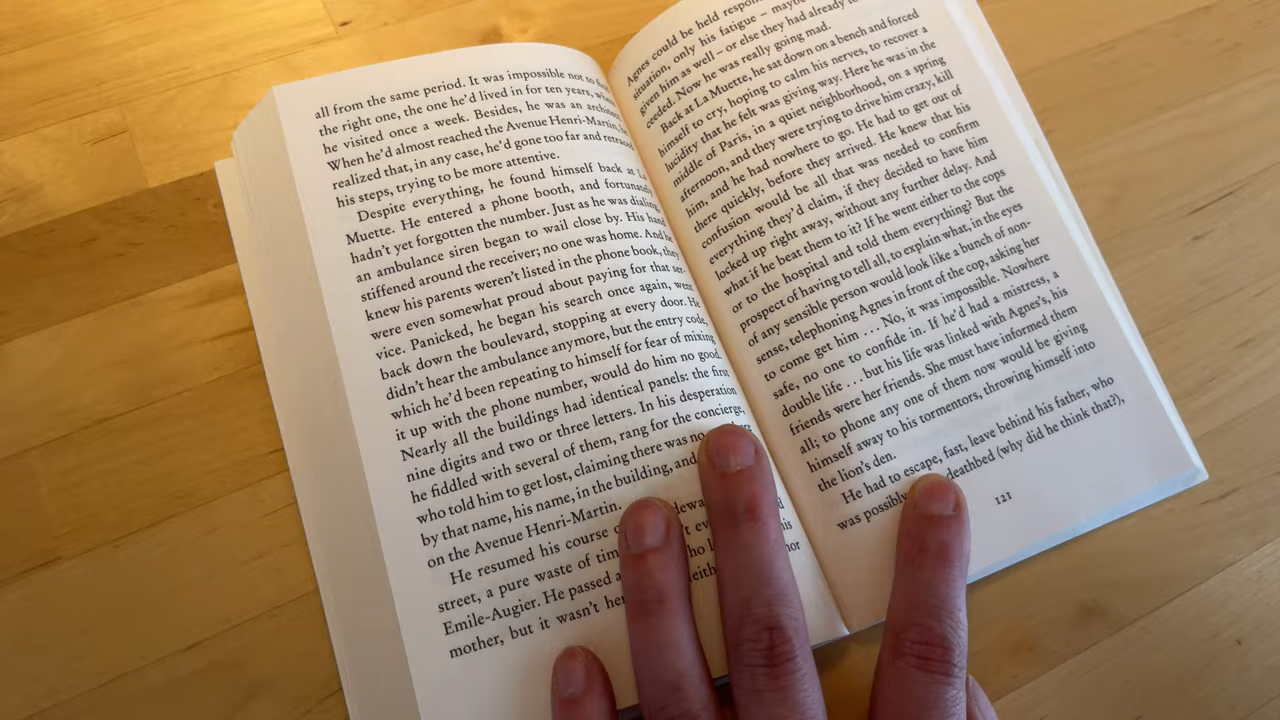 all from the same period. It was impossible not to
the right one, the one he'd lived in for ten years,
he visited once a week. Besides, he was an
When he'd almost reached the Avenue Henri-Martin,
realized that, in any case, he'd gone too far and
his steps, trying to be more attentive.
Despite everything, he found himself back at
Muette. He entered a phone booth, and
hadn't yet forgotten the number. Just as he was
an ambulance siren began to wail close by. His
stiffened around the receiver; no one was home. And he
knew his parents weren't listed in the phone book, they
were even somewhat proud about paying for that ser-
vice. Panicked, he began his search once again, went
back down the boulevard, stopping at every door. He
didn't hear the ambulance anymore, but the entry code,
which he'd been repeating to himself for fear of mixing
it up with the phone number, would do him no good.
Nearly all the buildings had identical panels: the first
nine digits and two or three letters. In his desperation
he fiddled with several of them, rang for the concierge,
who told him to get lost, claiming there was no
by that name, his name, in the building, and
on the Avenue Henri-Martin.
He resumed his course
street, a pure waste of
Emile-Augier. He passed
mother, but it wasn't
Agnes could be held
situation, only his fatigue – maybe
given him as well – or else they had already
ceeded. Now he was really going mad.
Back at La Muette, he sat down on a bench and forced
himself to cry, hoping to calm his nerves, to recover a
lucidity that he felt was giving way. Here he was in the
middle of Paris, in a quiet neighborhood, on a spring
afternoon, and they were trying to drive him crazy, kill
him, and he had nowhere to go. He had to get out of
there quickly, before they arrived. He knew that his
confusion would be all that was needed to confirm
everything they'd claim, if they decided to have him
locked up right away, without any further delay. And
what if he beat them to it? If he went either to the cops
or to the hospital and told them everything? But the
prospect of having to tell all, to explain what, in the eyes
of any sensible person would look like a bunch of non-
sense, telephoning Agnes in front of the cop, asking her
to come get him . . . No, it was impossible. Nowhere
safe, no one to confide in. If he'd had a mistress, a
double life . . . but his life was linked with Agnes's, his
friends were her friends. She must have informed them
all; to phone any one of them now would be giving
himself away to his tormentors, throwing himself into
the lion's den.
He had to escape, fast, leave behind his father, who
was possibly deathbed (why did he think that?),
121